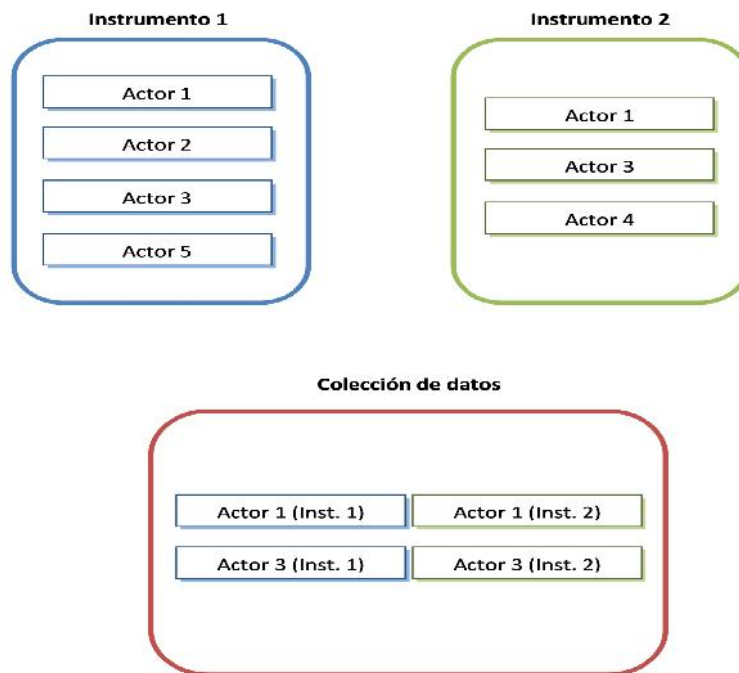 Instrumento 1
Actor 1
Actor 2
Actor 3
Actor 5
Instrumento 2
Actor 1
Actor 3
Actor 4
Colección de datos
Actor 1 (Inst. 1) Actor 1 (Inst. 2)
Actor 3 (Inst. 1) Actor 3 (Inst. 2)